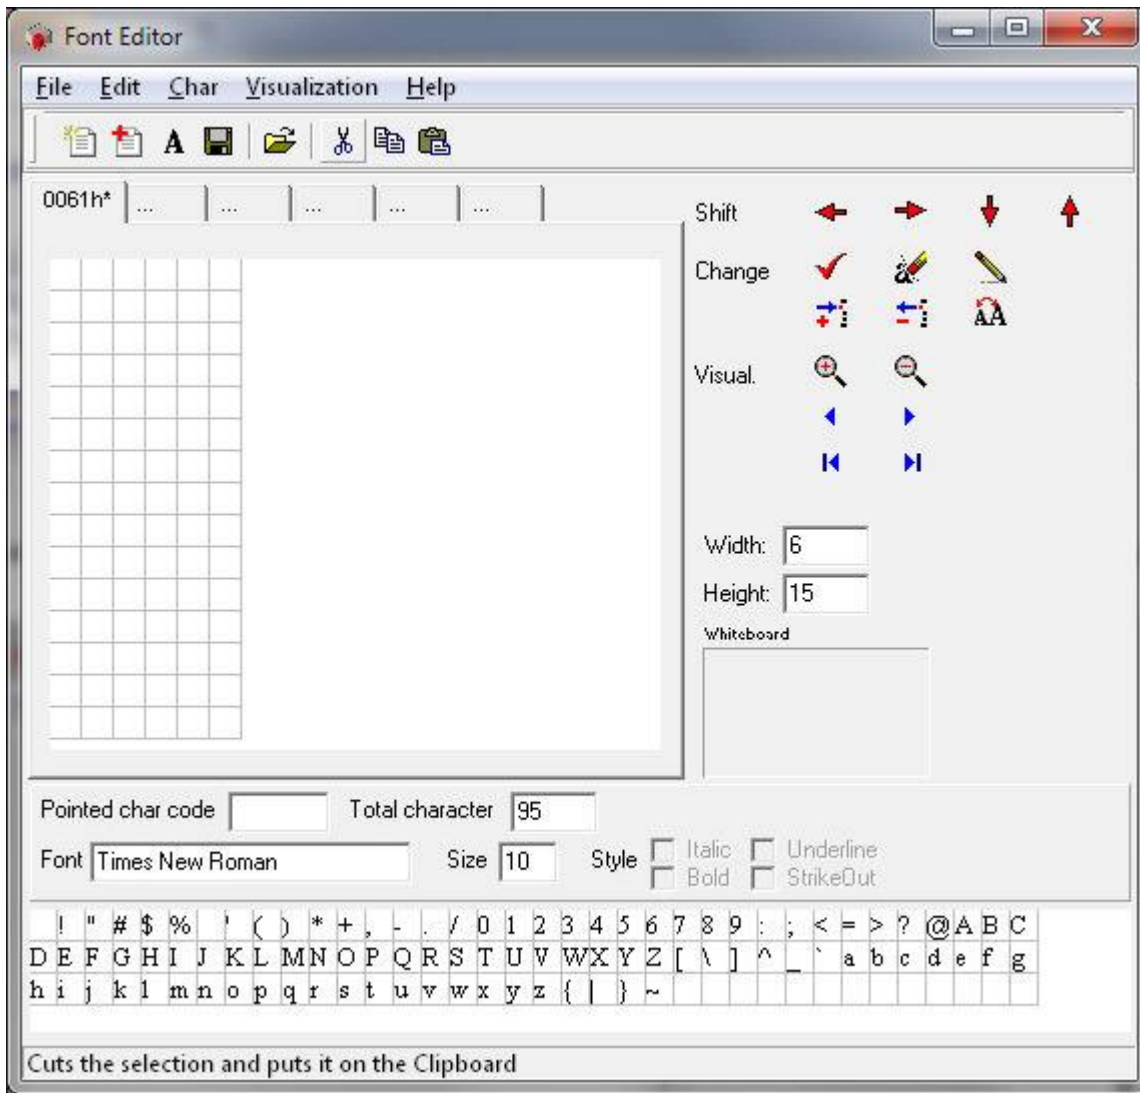 Font Editor
File Edit Char Visualization Help
0061h* ... ... ... ... ...
Shift
Change
Visual.
Width: 6
Height: 15
Whiteboard
Pointed char code Total character 95
Font Times New Roman Size 10 Style Italic Underline
Bold StrikeOut
! " # $ % ' ( ) * + , - . / 0 1 2 3 4 5 6 7 8 9 : ; < = > ? @ A B C
D E F G H I J K L M N O P Q R S T U V W X Y Z [ \ ] ^ _ ` a b c d e f g
h i j k l m n o p q r s t u v w x y z { | } ~
Cuts the selection and puts it on the Clipboard